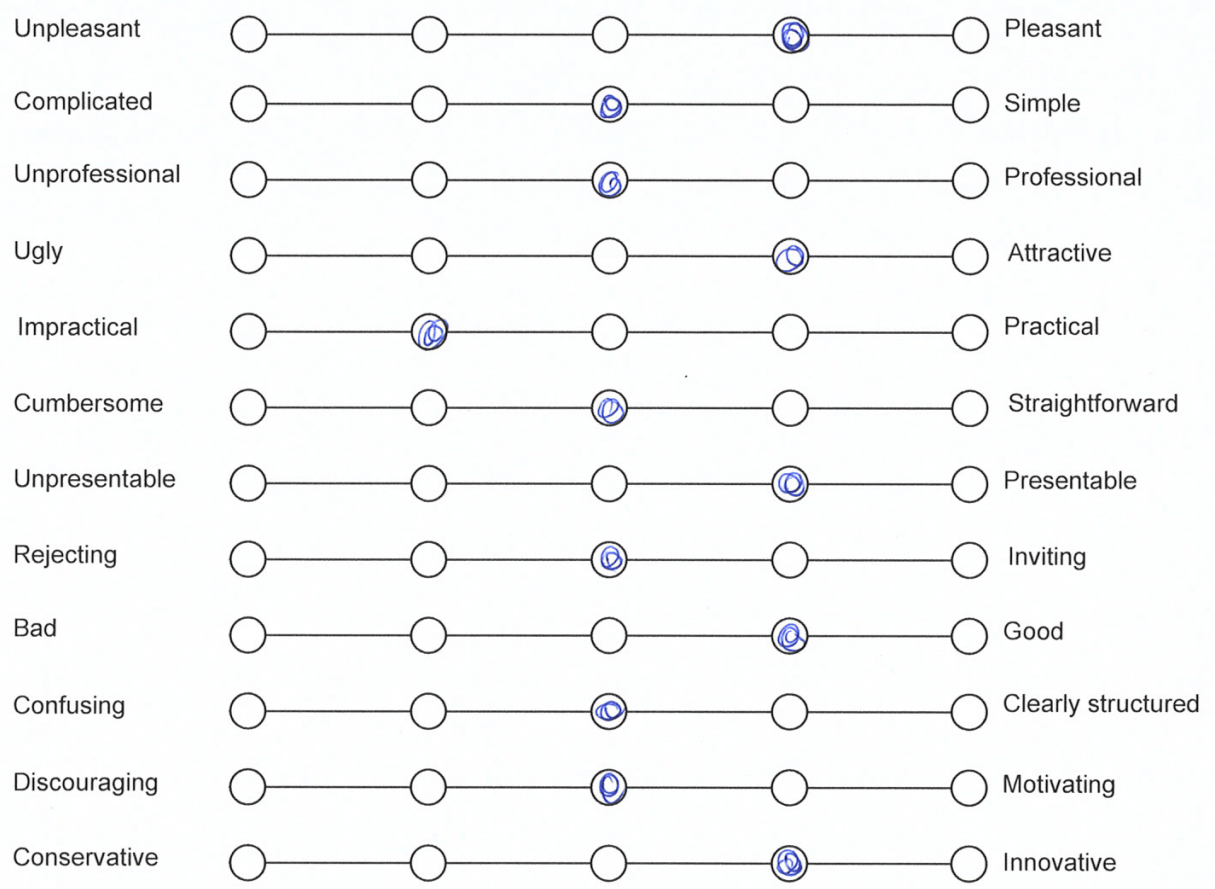 Unpleasant Pleasant
Complicated Simple
Unprofessional Professional
Ugly Attractive
Impractical Practical
Cumbersome Straightforward
Unpresentable Presentable
Rejecting Inviting
Bad Good
Confusing Clearly structured
Discouraging Motivating
Conservative Innovative